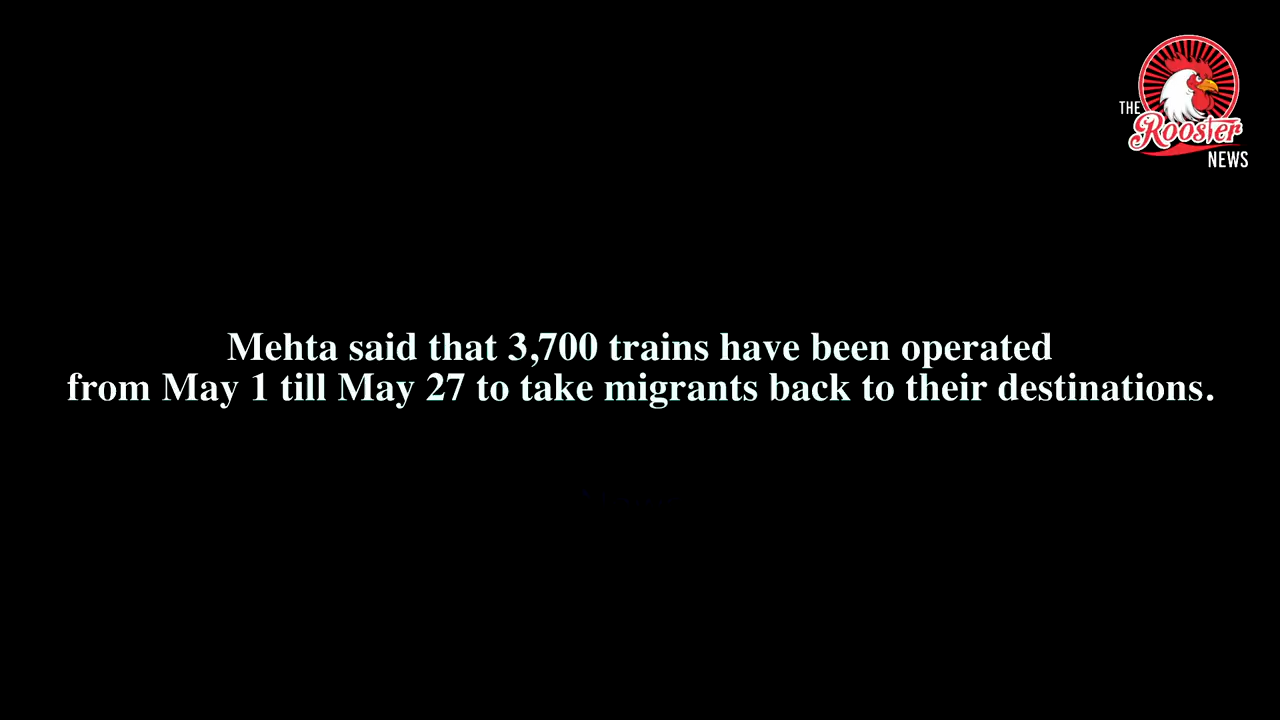 THE
Rooster
NEWS
Mehta said that 3,700 trains have been operated
from May 1 till May 27 to take migrants back to their destinations.